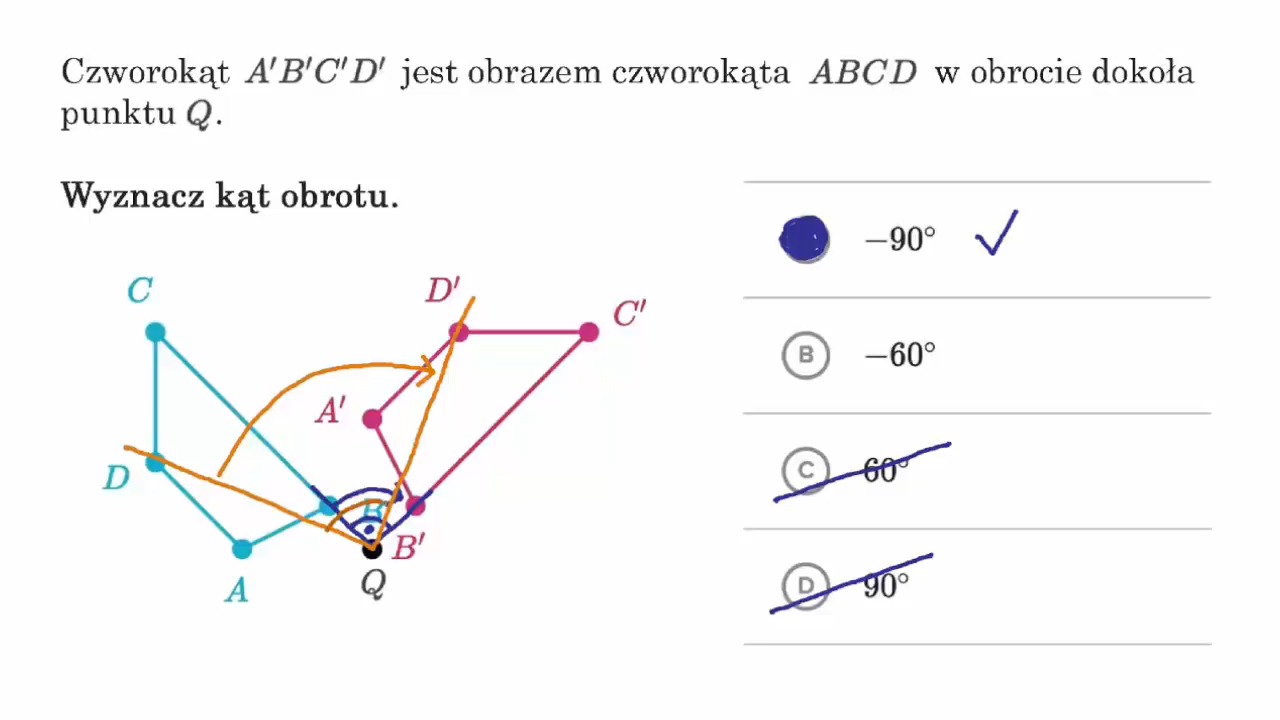 Czworokąt A′B′C′D′ jest obrazem czworokąta ABCD w obrocie dokoła
punktu Q.
Wyznacz kąt obrotu.
C
D′
C′
A′
D
B
B′
A
Q
−90°
B −60°
C 60°
D 90°